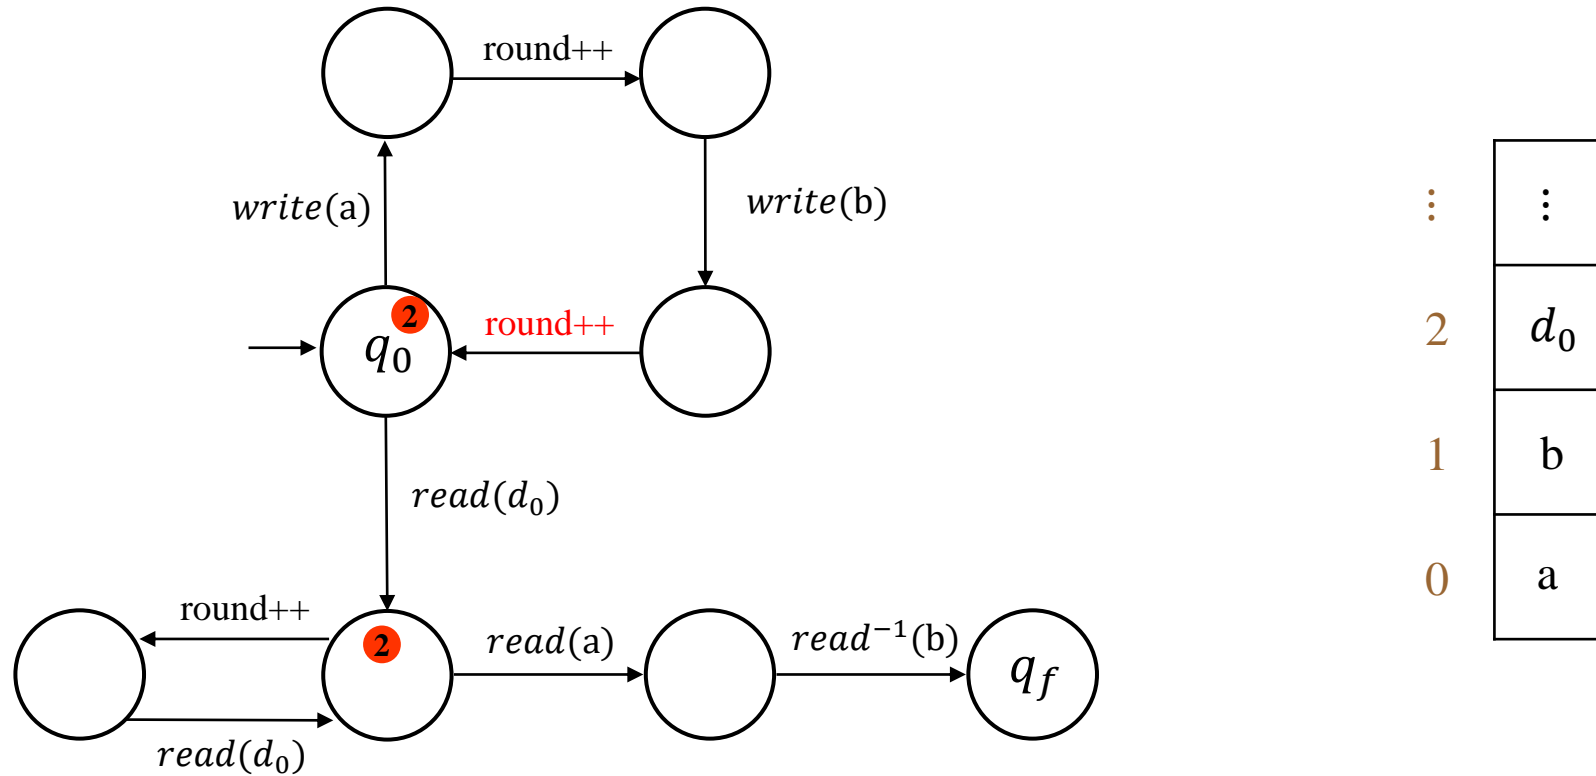 round++
write(a)
write(b)
⋮ ⋮
2
q₀
round++
2 d₀
1 b
read(d₀)
0 a
round++
2
read(a)
read⁻¹(b)
q_f
read(d₀)